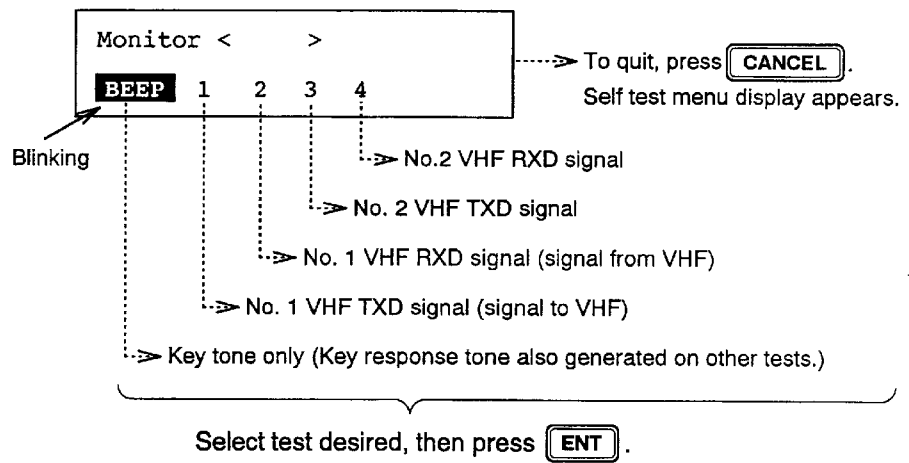 Monitor < >
To quit, press CANCEL.
BEEP 1 2 3 4
Self test menu display appears.
Blinking
No.2 VHF RXD signal
No. 2 VHF TXD signal
No. 1 VHF RXD signal (signal from VHF)
No. 1 VHF TXD signal (signal to VHF)
Key tone only (Key response tone also generated on other tests.)
Select test desired, then press ENT.